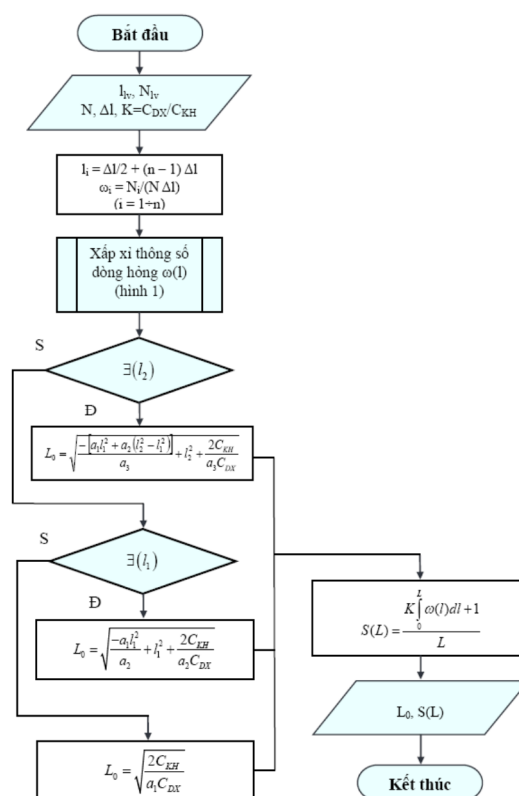 Bắt đầu
l_lv, N_lv
N, Δl, K=C_DX/C_KH
l_i = Δl/2 + (n – 1) Δl
ω_i = N_i/(N Δl)
(i = 1÷n)
Xấp xỉ thông số
dòng hỏng ω(l)
(hình 1)
S
∃(l_2)
Đ
L_0 = √(−[a_1l_1^2 + a_2(l_2^2 − l_1^2)]/a_3 + l_2^2 + 2C_KH/(a_3C_DX))
S
∃(l_1)
Đ
L_0 = √(−a_1l_1^2/a_2 + l_1^2 + 2C_KH/(a_2C_DX))
L_0 = √(2C_KH/(a_1C_DX))
S(L) = (K∫_0^L ω(l)dl + 1)/L
L_0, S(L)
Kết thúc